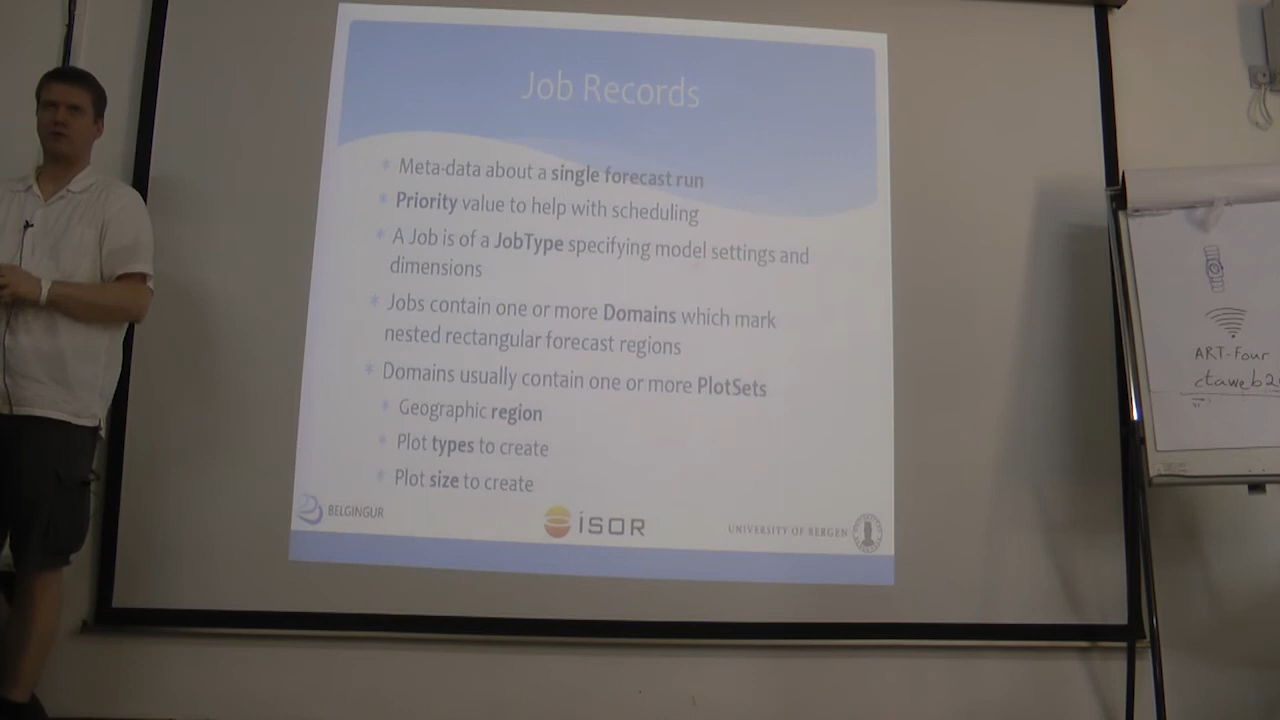 Job Records
* Meta-data about a single forecast run
* Priority value to help with scheduling
* A Job is of a JobType specifying model settings and
dimensions
* Jobs contain one or more Domains which mark
nested rectangular forecast regions
* Domains usually contain one or more PlotSets
* Geographic region
* Plot types to create
* Plot size to create
BELGINGUR
ÍSOR
UNIVERSITY OF BERGEN
ART-Four
ctaweb2